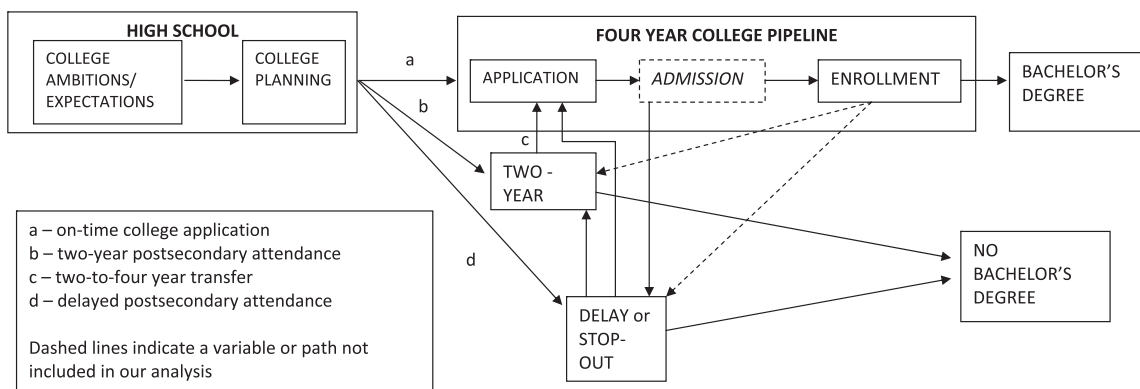 HIGH SCHOOL
COLLEGE
AMBITIONS/
EXPECTATIONS
COLLEGE
PLANNING
a
b
c
d
FOUR YEAR COLLEGE PIPELINE
APPLICATION
ADMISSION
ENROLLMENT
BACHELOR'S
DEGREE
TWO -
YEAR
DELAY or
STOP-
OUT
NO
BACHELOR'S
DEGREE
a – on-time college application
b – two-year postsecondary attendance
c – two-to-four year transfer
d – delayed postsecondary attendance
Dashed lines indicate a variable or path not
included in our analysis